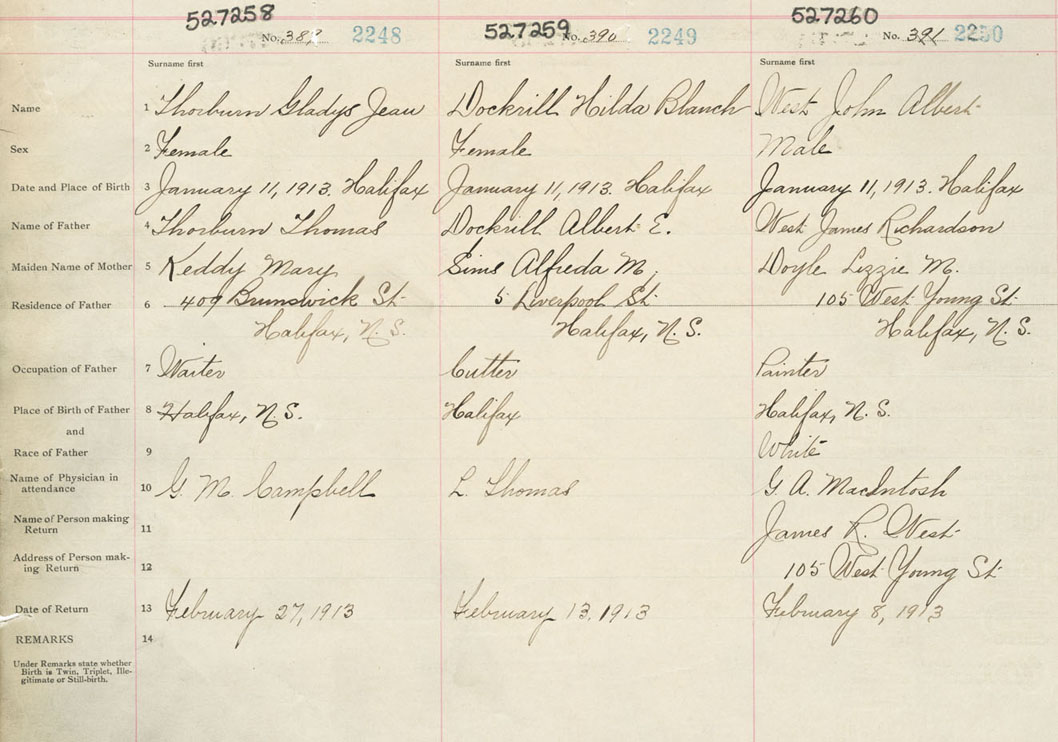 527258 527259 527260
No. 389 2248 No. 390 2249 No. 391 2250
Surname first Surname first Surname first
Name 1 Thorburn Gladys Jean Dockrill Hilda Blanch West John Albert
Sex 2 Female Female Male
Date and Place of Birth 3 January 11, 1913. Halifax January 11, 1913. Halifax January 11, 1913. Halifax
Name of Father 4 Thorburn Thomas Dockrill Albert E. West James Richardson
Maiden Name of Mother 5 Keddy Mary Sims Alfreda M. Doyle Lizzie M.
Residence of Father 6 409 Brunswick St 5 Liverpool St 105 West Young St
Halifax, N.S. Halifax, N.S. Halifax, N.S.
Occupation of Father 7 Waiter Cutter Painter
Place of Birth of Father 8 Halifax, N.S. Halifax Halifax, N.S.
and
Race of Father 9 White
Name of Physician in
attendance 10 G. M. Campbell L. Thomas G. A. MacIntosh
Name of Person making
Return 11 James R. West
Address of Person mak-
ing Return 12 105 West Young St
Date of Return 13 February 27, 1913 February 13, 1913 February 8, 1913
REMARKS 14
Under Remarks state whether
Birth is Twin, Triplet, Ille-
gitimate or Still-birth.